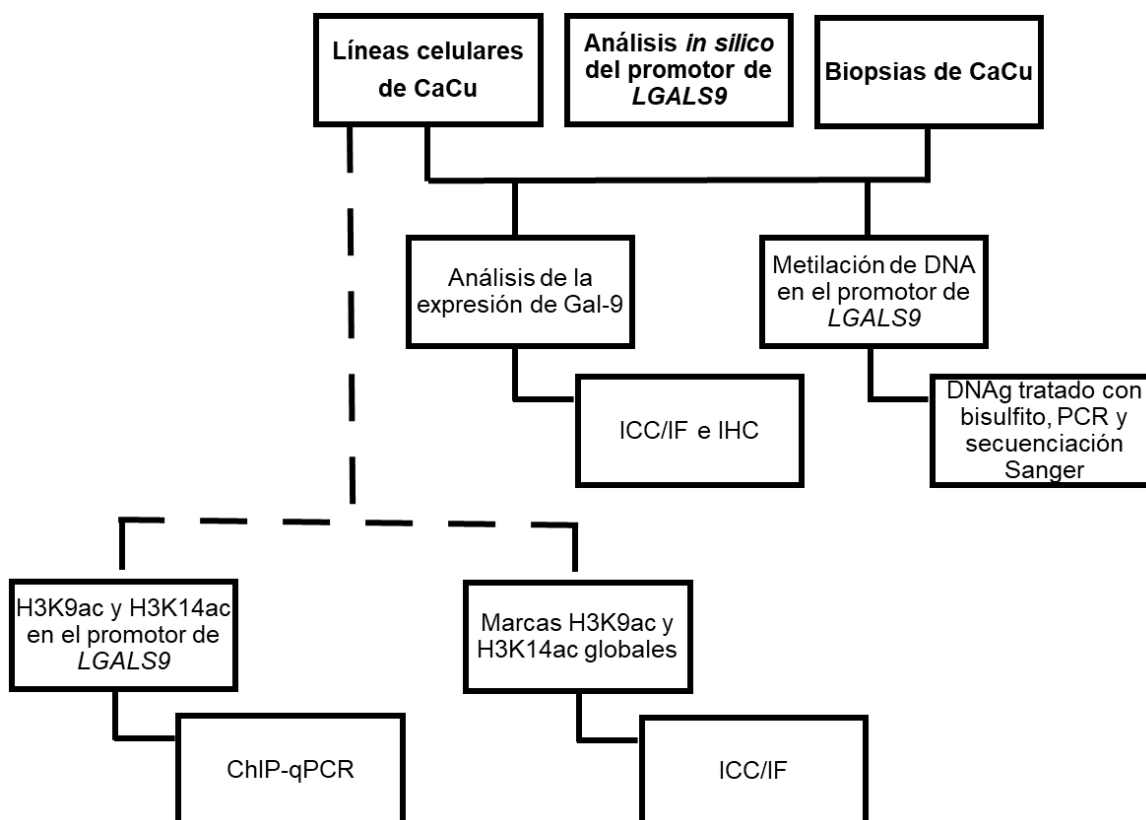 Líneas celulares
de CaCu
Análisis in silico
del promotor de
LGALS9
Biopsias de CaCu
Análisis de la
expresión de Gal-9
Metilación de DNA
en el promotor de
LGALS9
ICC/IF e IHC
DNAg tratado con
bisulfito, PCR y
secuenciación
Sanger
H3K9ac y H3K14ac
en el promotor de
LGALS9
Marcas H3K9ac y
H3K14ac globales
ChIP-qPCR
ICC/IF